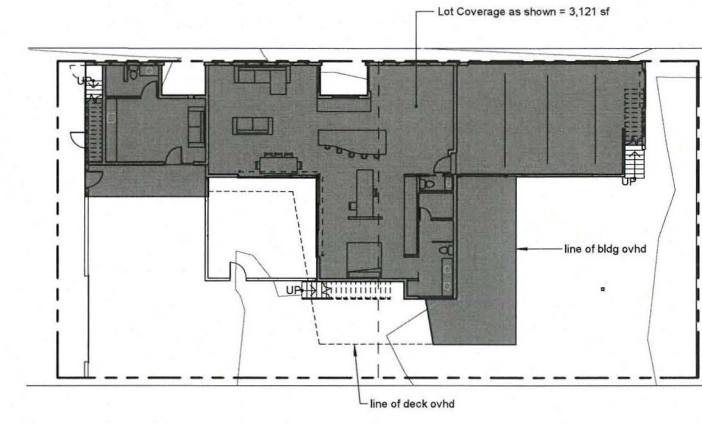 Lot Coverage as shown = 3,121 sf
UP
UP
line of bldg ovhd
UP
line of deck ovhd